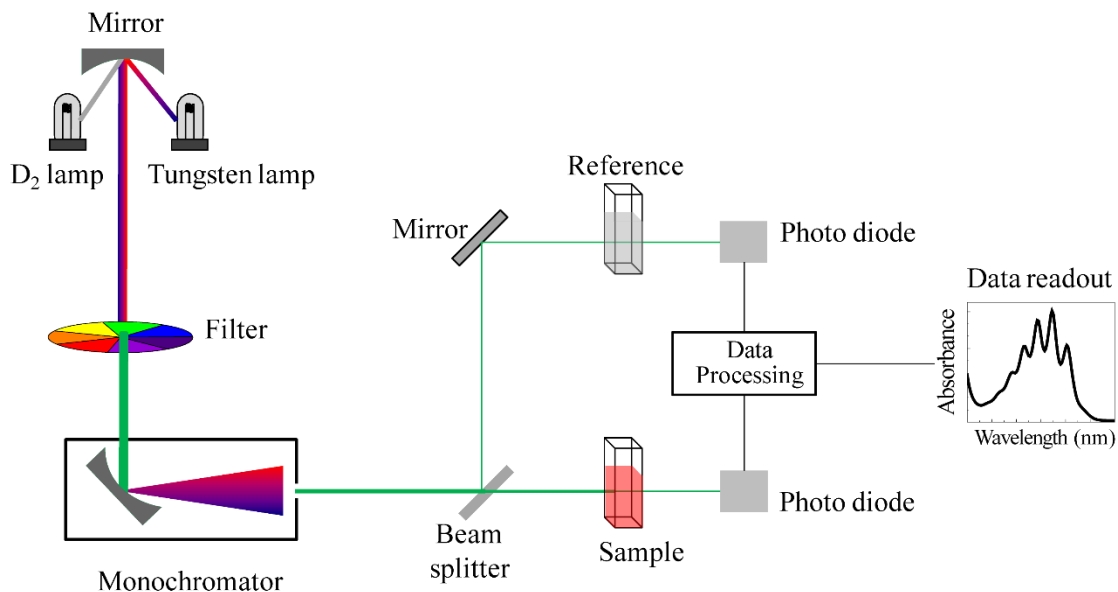 Mirror
D₂ lamp
Tungsten lamp
Filter
Monochromator
Mirror
Reference
Photo diode
Data
Processing
Beam
splitter
Sample
Photo diode
Data readout
Absorbance
Wavelength (nm)